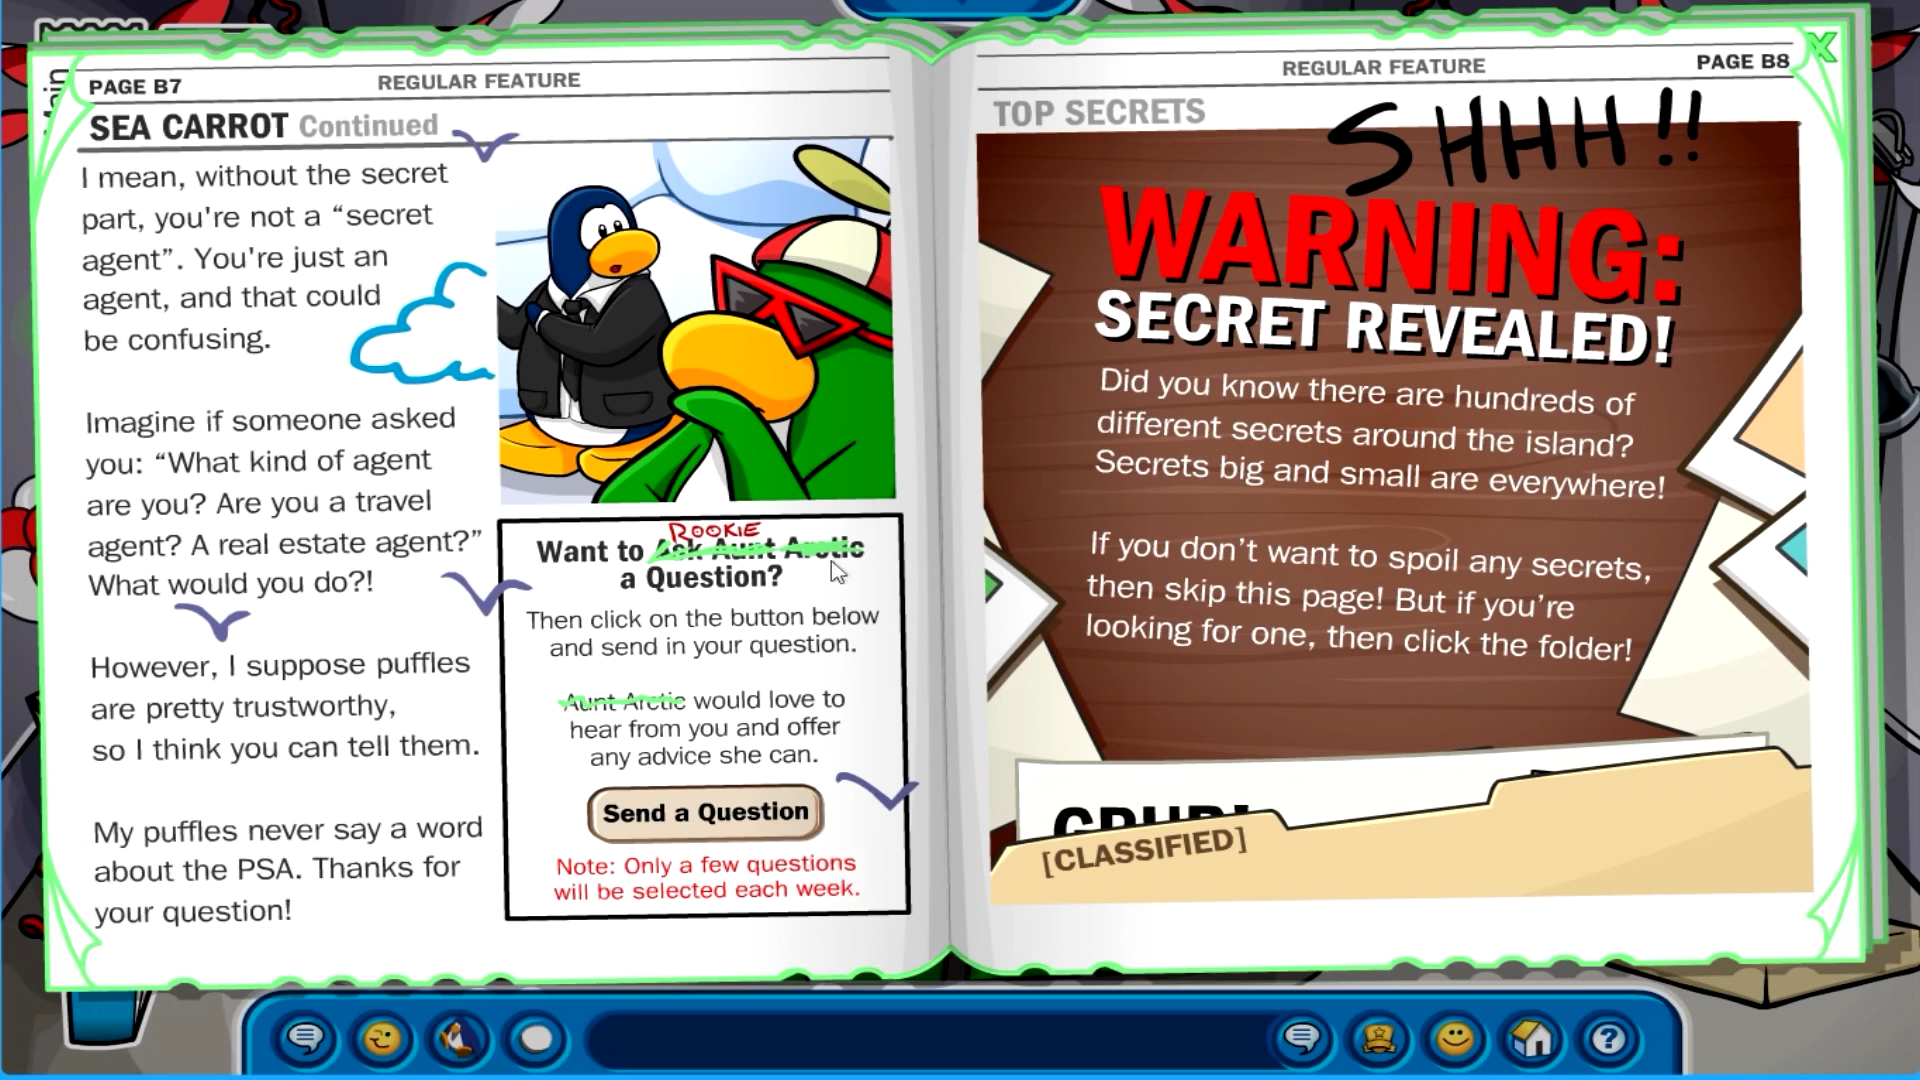 PAGE B7
REGULAR FEATURE
SEA CARROT Continued
I mean, without the secret
part, you're not a “secret
agent”. You're just an
agent, and that could
be confusing.
Imagine if someone asked
you: “What kind of agent
are you? Are you a travel
agent? A real estate agent?”
What would you do?!
However, I suppose puffles
are pretty trustworthy,
so I think you can tell them.
My puffles never say a word
about the PSA. Thanks for
your question!
ROOKIE
Want to Ask Aunt Arctic
a Question?
Then click on the button below
and send in your question.
Aunt Arctic would love to
hear from you and offer
any advice she can.
Send a Question
Note: Only a few questions
will be selected each week.
REGULAR FEATURE
PAGE B8
X
TOP SECRETS
SHHH!!
WARNING:
SECRET REVEALED!
Did you know there are hundreds of
different secrets around the island?
Secrets big and small are everywhere!
If you don’t want to spoil any secrets,
then skip this page! But if you’re
looking for one, then click the folder!
[CLASSIFIED]
?